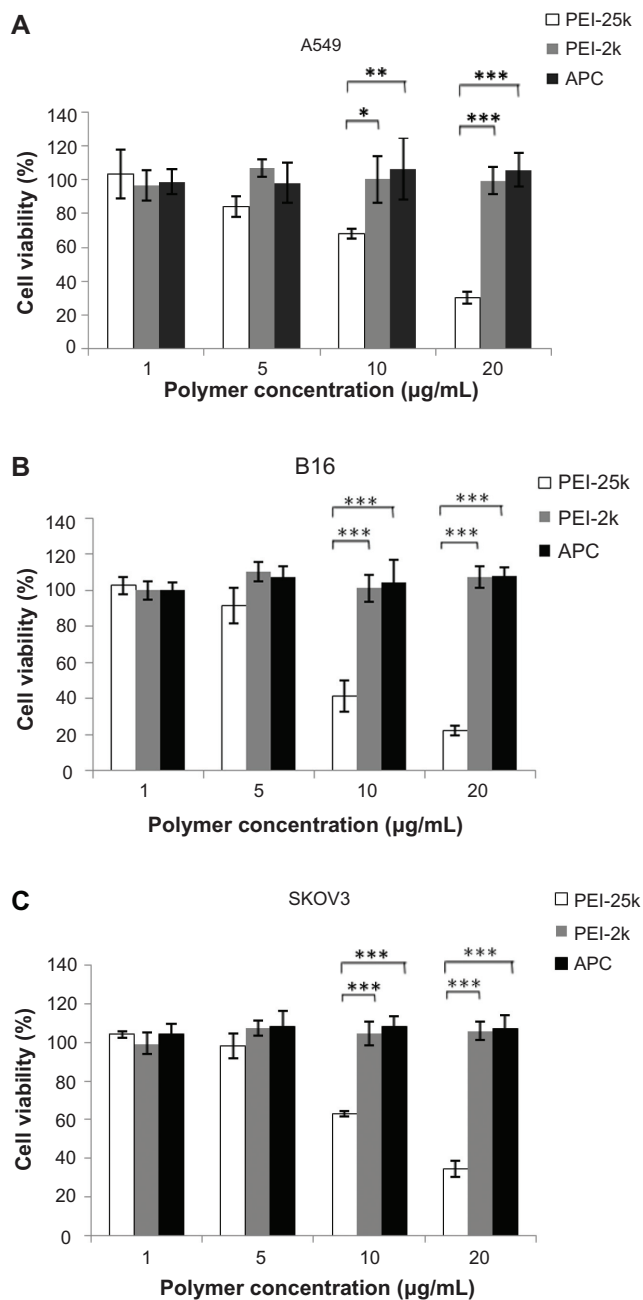 A
A549
PEI-25k
PEI-2k
APC
** ***
* ***
Cell viability (%)
140
120
100
80
60
40
20
0
1 5 10 20
Polymer concentration (µg/mL)
B
B16
PEI-25k
PEI-2k
APC
*** ***
*** ***
Cell viability (%)
140
120
100
80
60
40
20
0
1 5 10 20
Polymer concentration (µg/mL)
C
SKOV3
PEI-25k
PEI-2k
APC
*** ***
*** ***
Cell viability (%)
140
120
100
80
60
40
20
0
1 5 10 20
Polymer concentration (µg/mL)